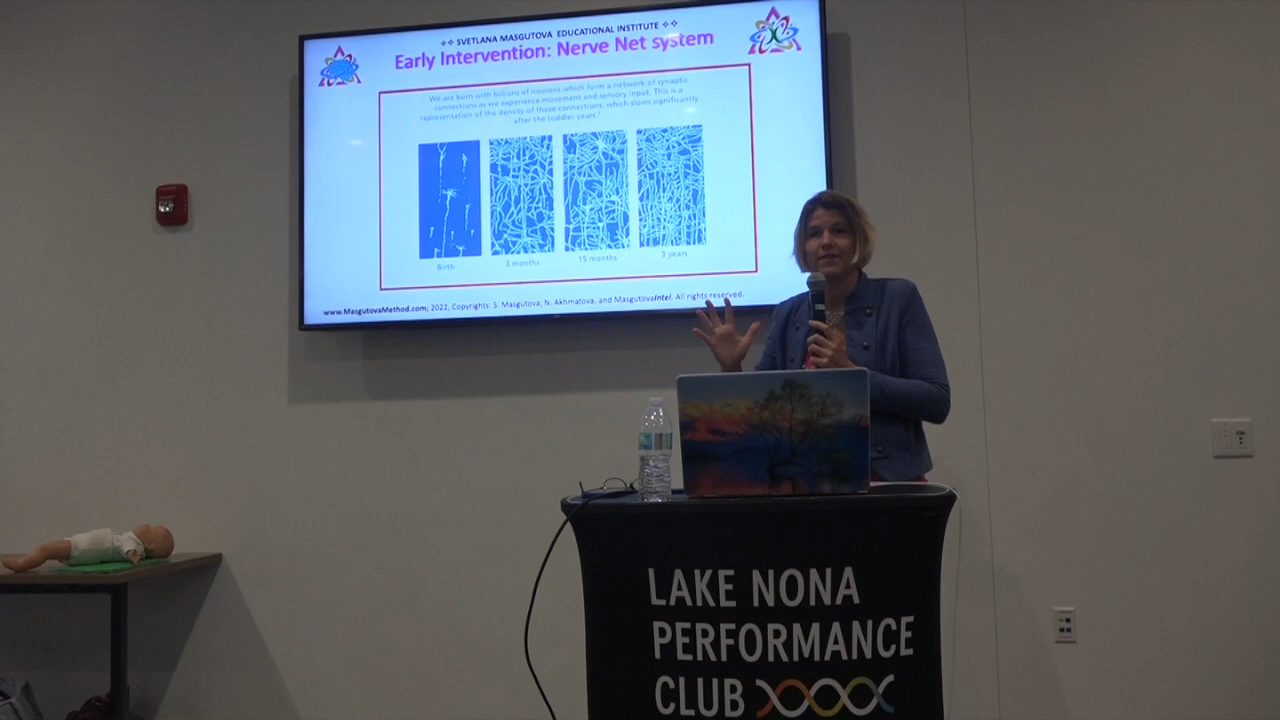 ❖❖ SVETLANA MASGUTOVA EDUCATIONAL INSTITUTE ❖❖
Early Intervention: Nerve Net system
We are born with billions of neurons which form a network of synaptic
connections as we experience movement and sensory input. This is a
representation of the density of those connections, which slows significantly
after the toddler years.¹
Birth
3 months
15 months
3 years
www.MasgutovaMethod.com; 2022, Copyrights: S. Masgutova, N. Akhmatova, and MasgutovaIntel. All rights reserved.
LAKE NONA
PERFORMANCE
CLUB